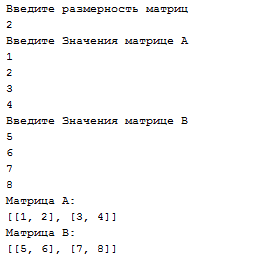 Введите размерность матриц
2
Введите Значения матрице А
1
2
3
4
Введите Значения матрице В
5
6
7
8
Матрица А:
[[1, 2], [3, 4]]
Матрица В:
[[5, 6], [7, 8]]